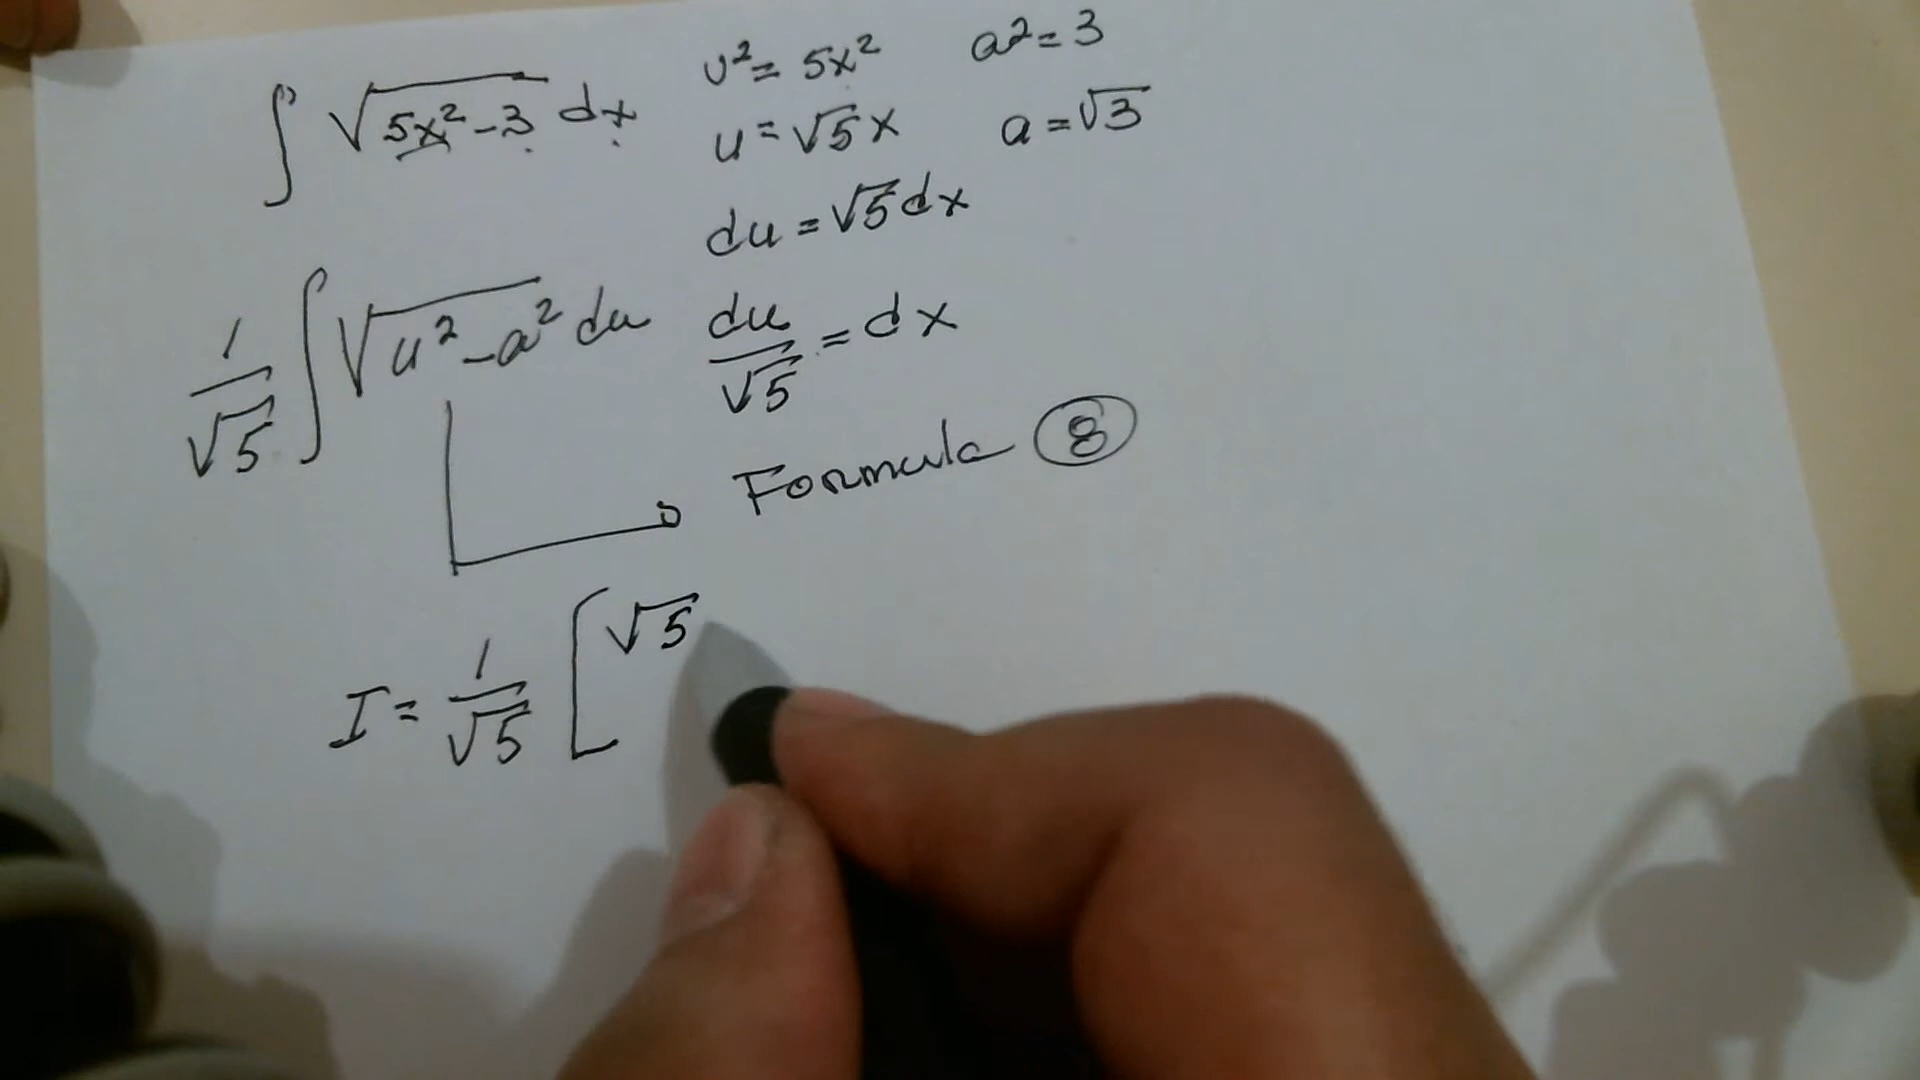 ∫ √(5x² - 3) dx
u² = 5x²
a² = 3
u = √5 x
a = √3
du = √5 dx
1/√5 ∫ √(u² - a²) du
du/√5 = dx
Formula 8
I = 1/√5 [ √5